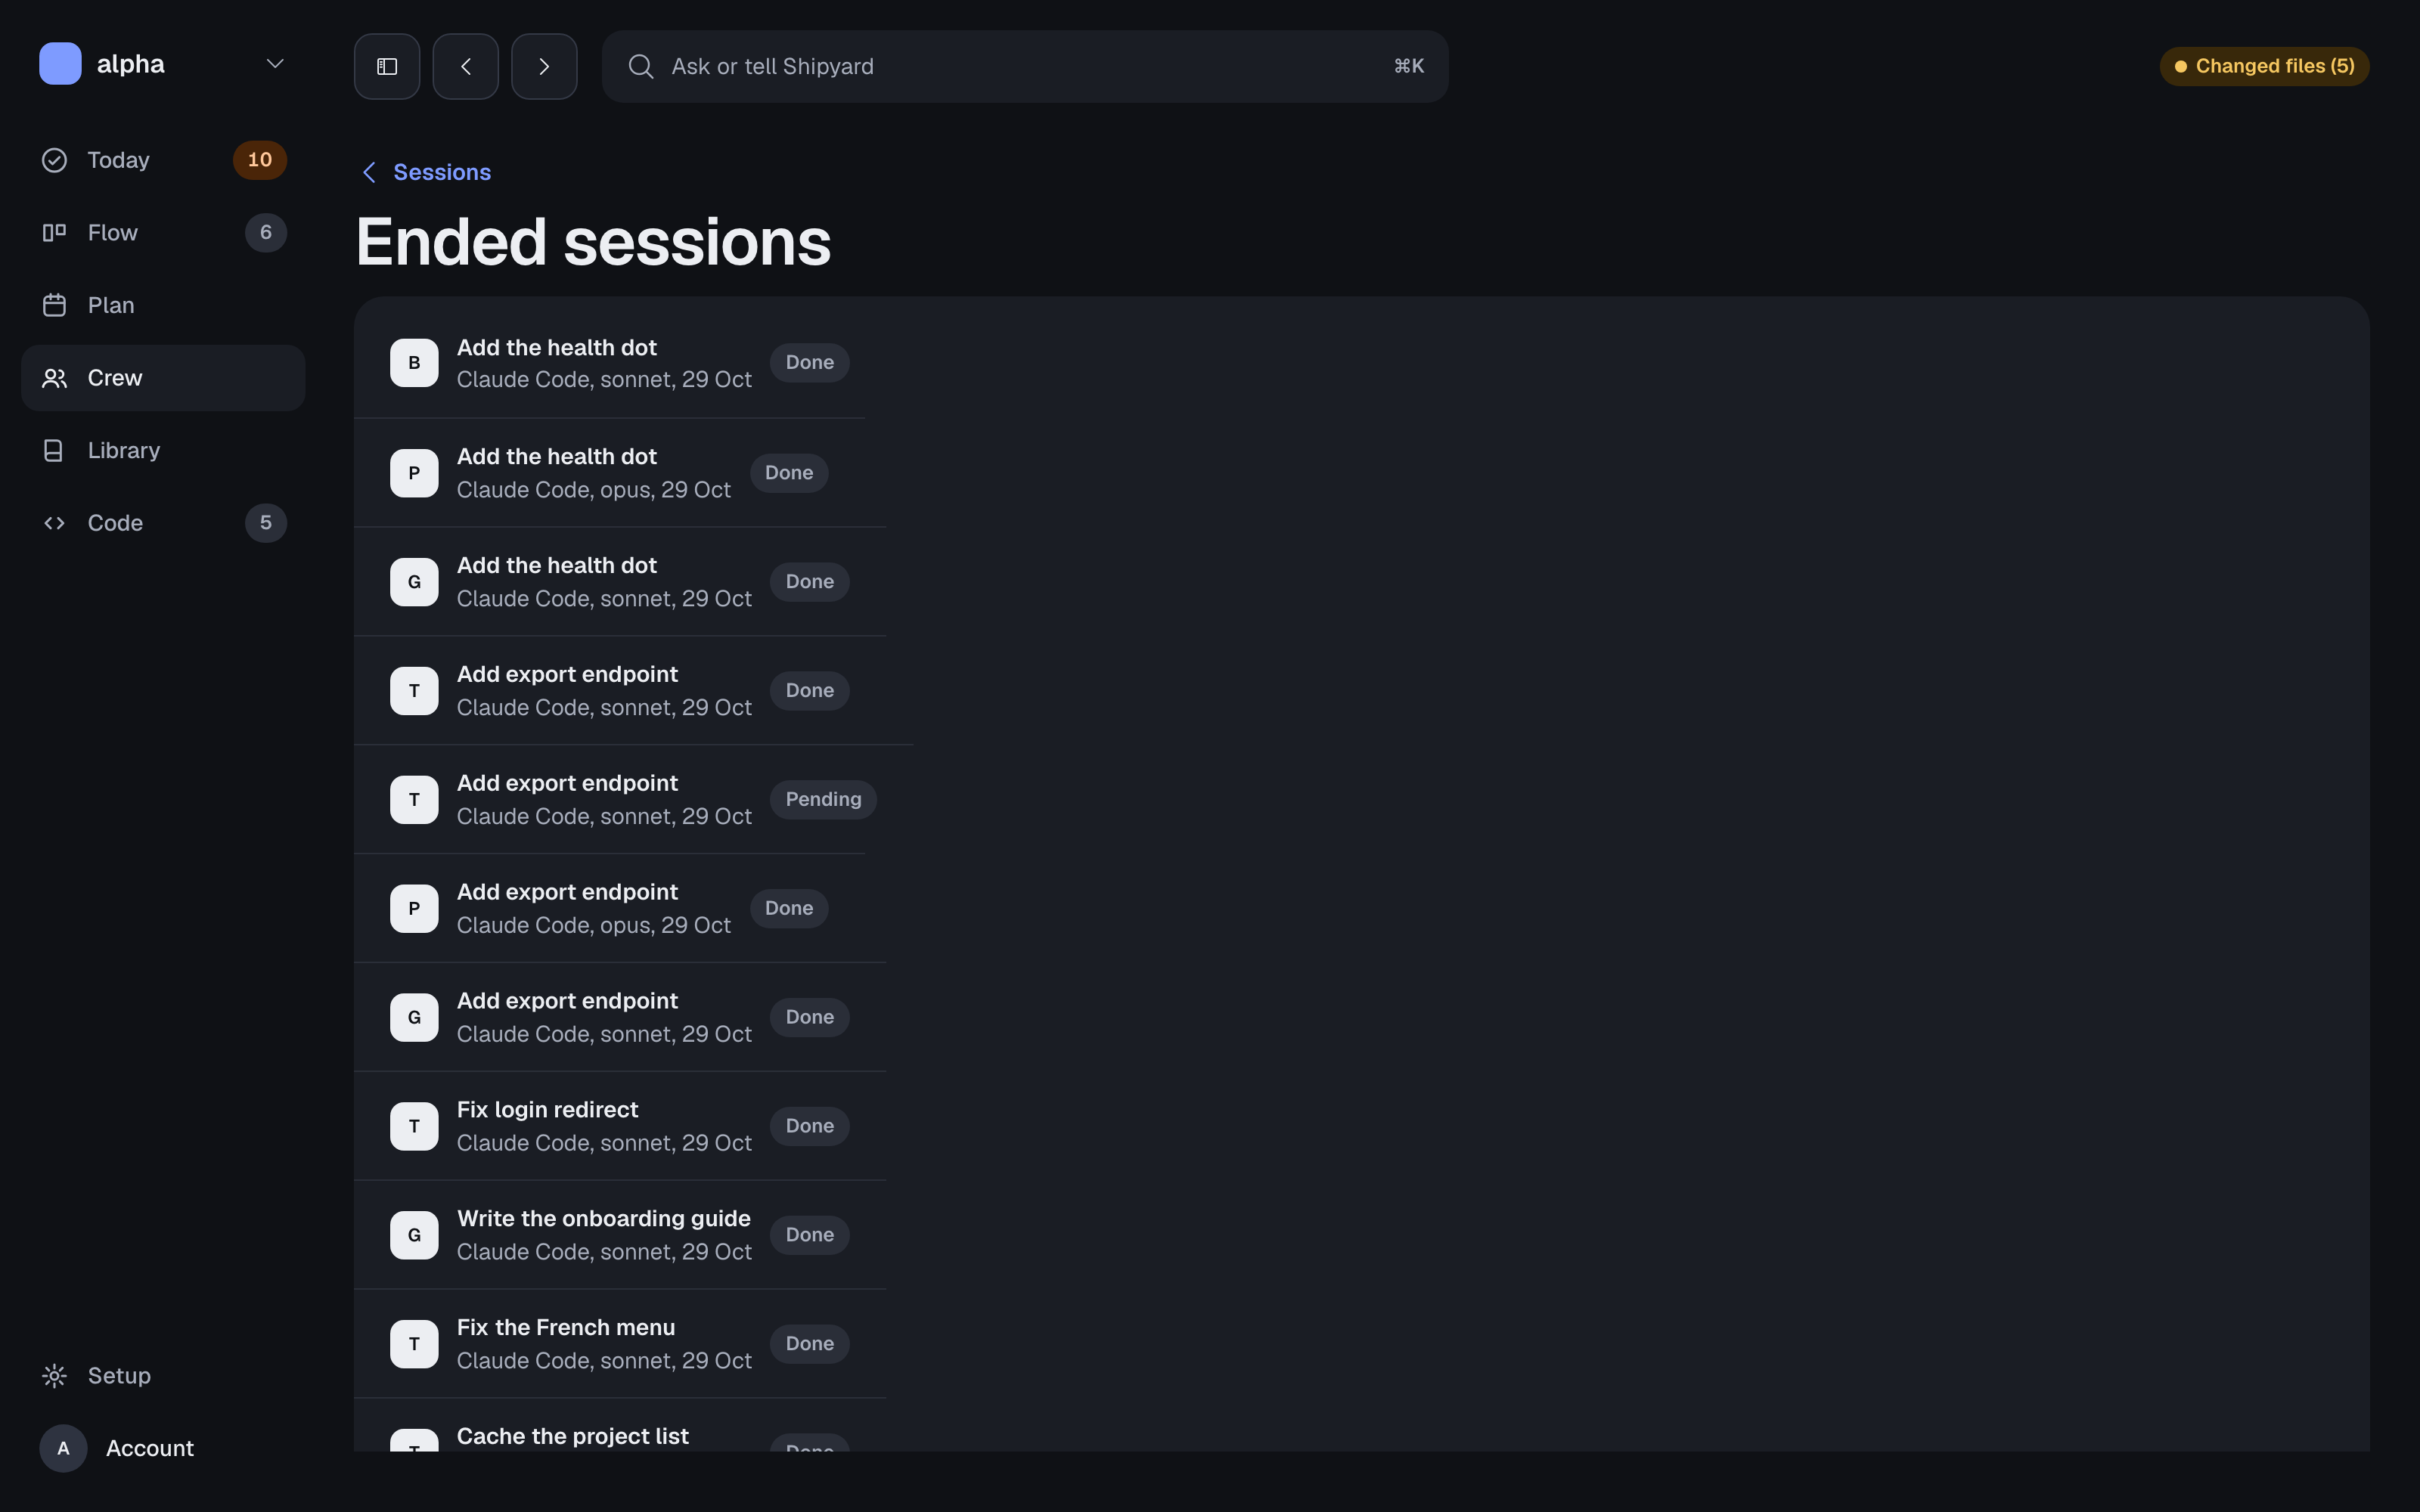 alpha
Ask or tell Shipyard
⌘K
Changed files (5)
Today
10
Flow
6
Plan
Crew
Library
Code
5
Setup
A
Account
Sessions
Ended sessions
B
Add the health dot
Claude Code, sonnet, 29 Oct
Done
P
Add the health dot
Claude Code, opus, 29 Oct
Done
G
Add the health dot
Claude Code, sonnet, 29 Oct
Done
T
Add export endpoint
Claude Code, sonnet, 29 Oct
Done
T
Add export endpoint
Claude Code, sonnet, 29 Oct
Pending
P
Add export endpoint
Claude Code, opus, 29 Oct
Done
G
Add export endpoint
Claude Code, sonnet, 29 Oct
Done
T
Fix login redirect
Claude Code, sonnet, 29 Oct
Done
G
Write the onboarding guide
Claude Code, sonnet, 29 Oct
Done
T
Fix the French menu
Claude Code, sonnet, 29 Oct
Done
Cache the project list